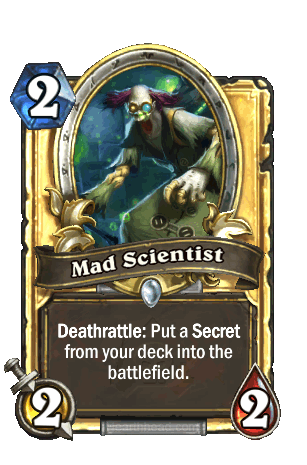 2
Mad Scientist
Deathrattle: Put a Secret
from your deck into the
battlefield.
2
2